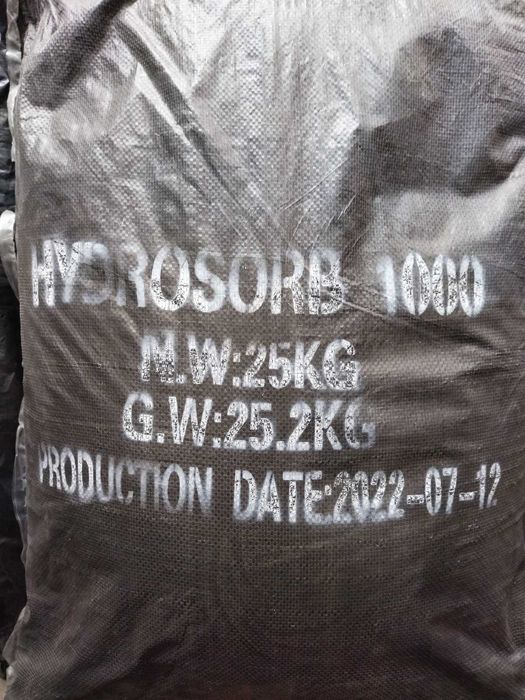 HYDROSORB 1000
N.W:25KG
G.W:25.2KG
PRODUCTION DATE:2022-07-12